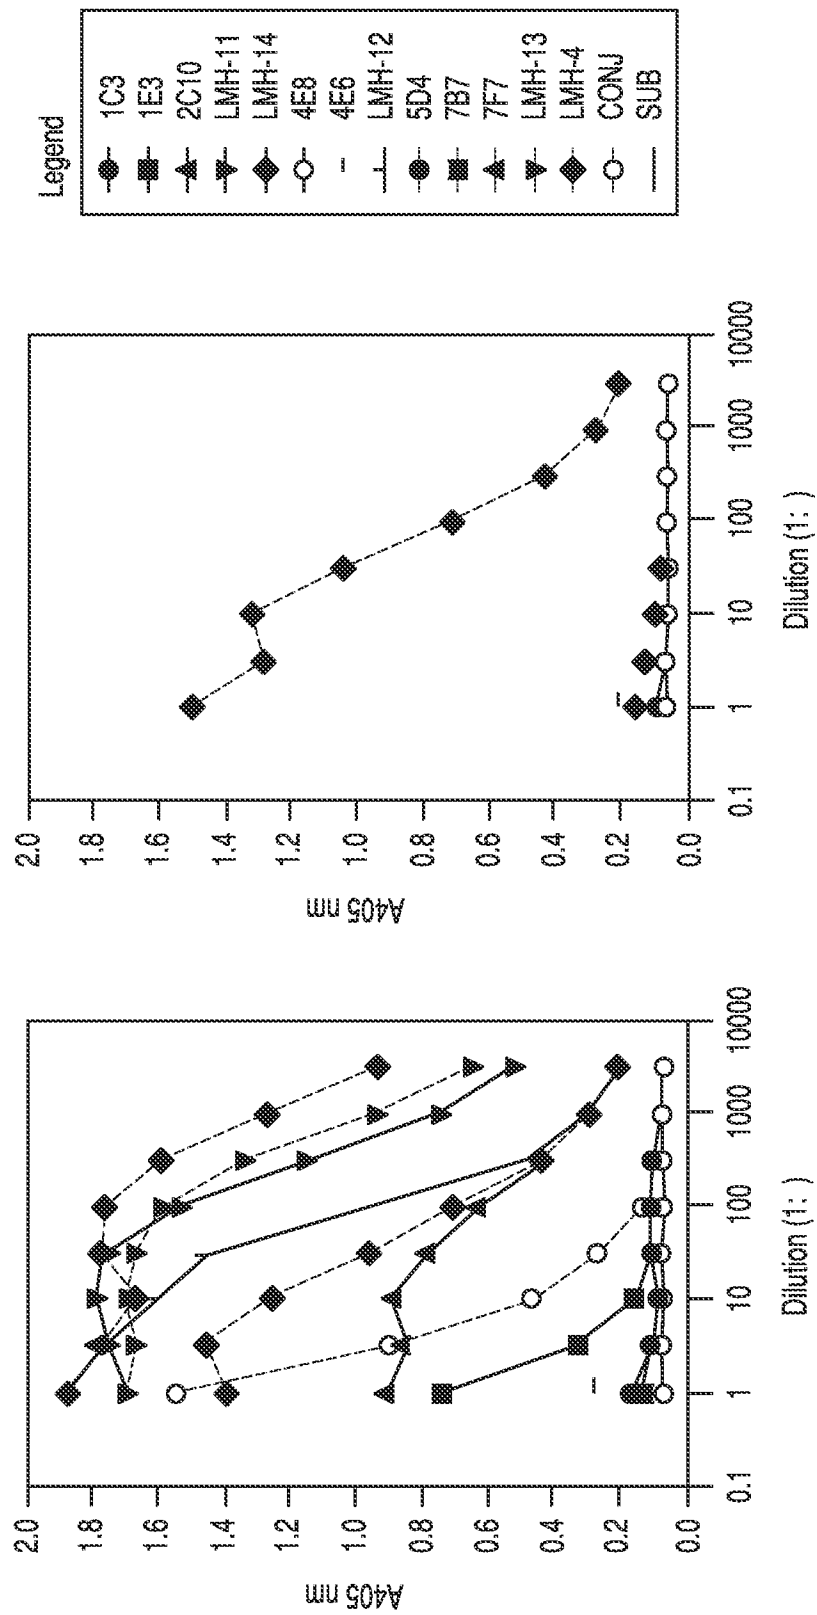 A405 nm
2.0
1.8
1.6
1.4
1.2
1.0
0.8
0.6
0.4
0.2
0.0
0.1
1
10
100
1000
10000
Dilution (1: )
A405 nm
2.0
1.8
1.6
1.4
1.2
1.0
0.8
0.6
0.4
0.2
0.0
0.1
1
10
100
1000
10000
Dilution (1: )
Legend
1C3
1E3
2C10
LMH-11
LMH-14
4E8
4E6
LMH-12
5D4
7B7
7F7
LMH-13
LMH-4
CONJ
SUB